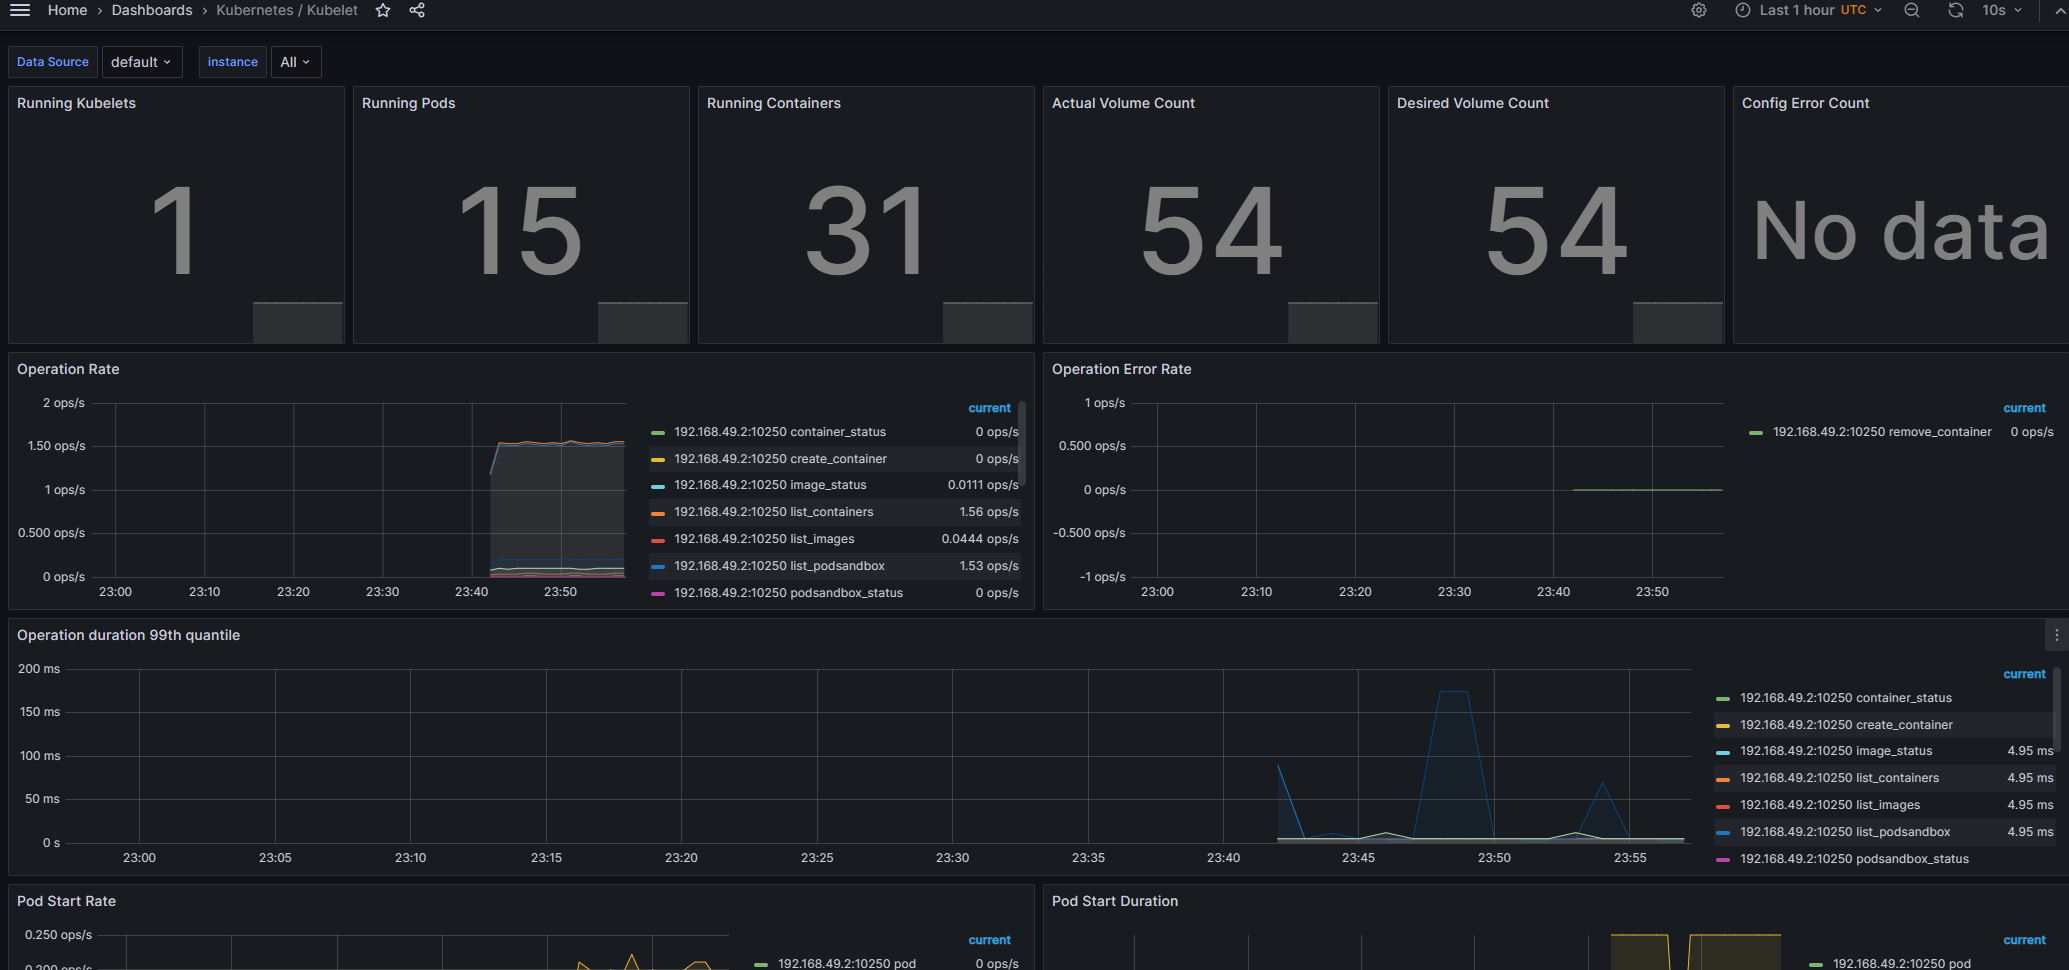 Home › Dashboards › Kubernetes / Kubelet
Last 1 hour UTC
10s
Data Source default
instance All
Running Kubelets
1
Running Pods
15
Running Containers
31
Actual Volume Count
54
Desired Volume Count
54
Config Error Count
No data
Operation Rate
2 ops/s
1.50 ops/s
1 ops/s
0.500 ops/s
0 ops/s
23:00 23:10 23:20 23:30 23:40 23:50
current
192.168.49.2:10250 container_status 0 ops/s
192.168.49.2:10250 create_container 0 ops/s
192.168.49.2:10250 image_status 0.0111 ops/s
192.168.49.2:10250 list_containers 1.56 ops/s
192.168.49.2:10250 list_images 0.0444 ops/s
192.168.49.2:10250 list_podsandbox 1.53 ops/s
192.168.49.2:10250 podsandbox_status 0 ops/s
Operation Error Rate
1 ops/s
0.500 ops/s
0 ops/s
-0.500 ops/s
-1 ops/s
23:00 23:10 23:20 23:30 23:40 23:50
current
192.168.49.2:10250 remove_container 0 ops/s
Operation duration 99th quantile
200 ms
150 ms
100 ms
50 ms
0 s
23:00 23:05 23:10 23:15 23:20 23:25 23:30 23:35 23:40 23:45 23:50 23:55
current
192.168.49.2:10250 container_status
192.168.49.2:10250 create_container
192.168.49.2:10250 image_status 4.95 ms
192.168.49.2:10250 list_containers 4.95 ms
192.168.49.2:10250 list_images 4.95 ms
192.168.49.2:10250 list_podsandbox 4.95 ms
192.168.49.2:10250 podsandbox_status
Pod Start Rate
0.250 ops/s
0.200 ops/s
current
192.168.49.2:10250 pod 0 ops/s
Pod Start Duration
current
192.168.49.2:10250 pod